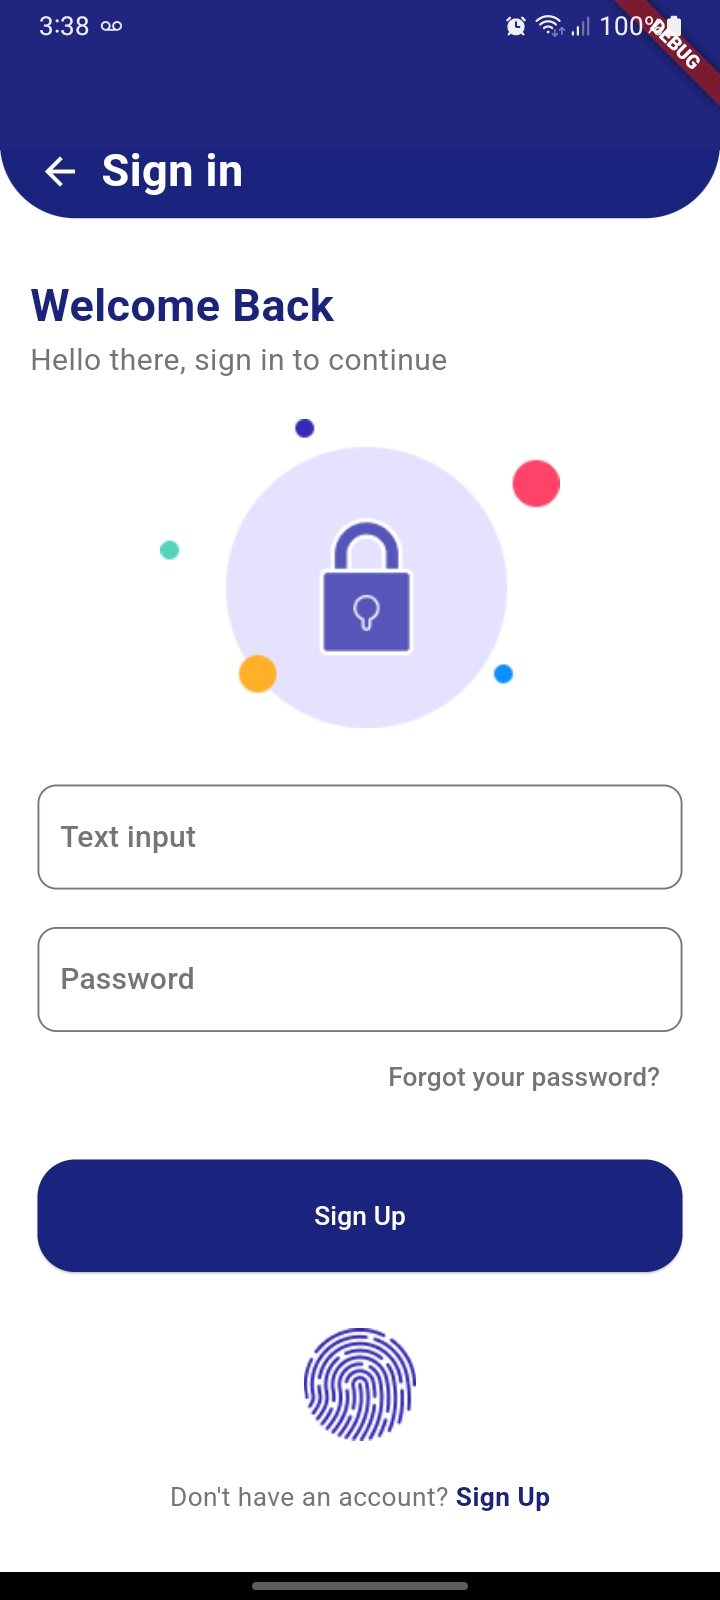 3:38
100%
DEBUG
Sign in
Welcome Back
Hello there, sign in to continue
Text input
Password
Forgot your password?
Sign Up
Don't have an account? Sign Up